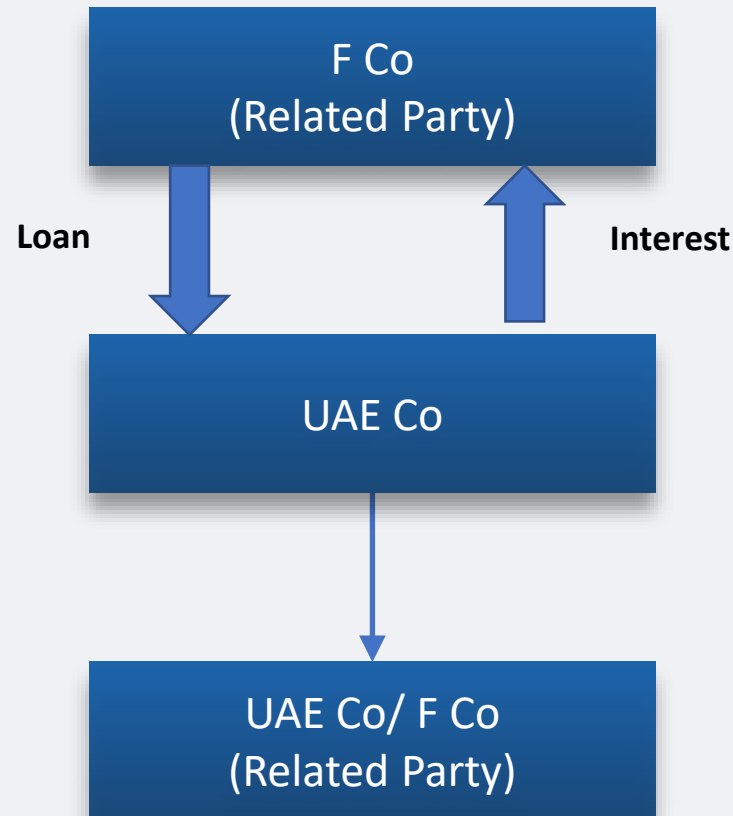 F Co
(Related Party)
Loan
Interest
UAE Co
UAE Co/ F Co
(Related Party)